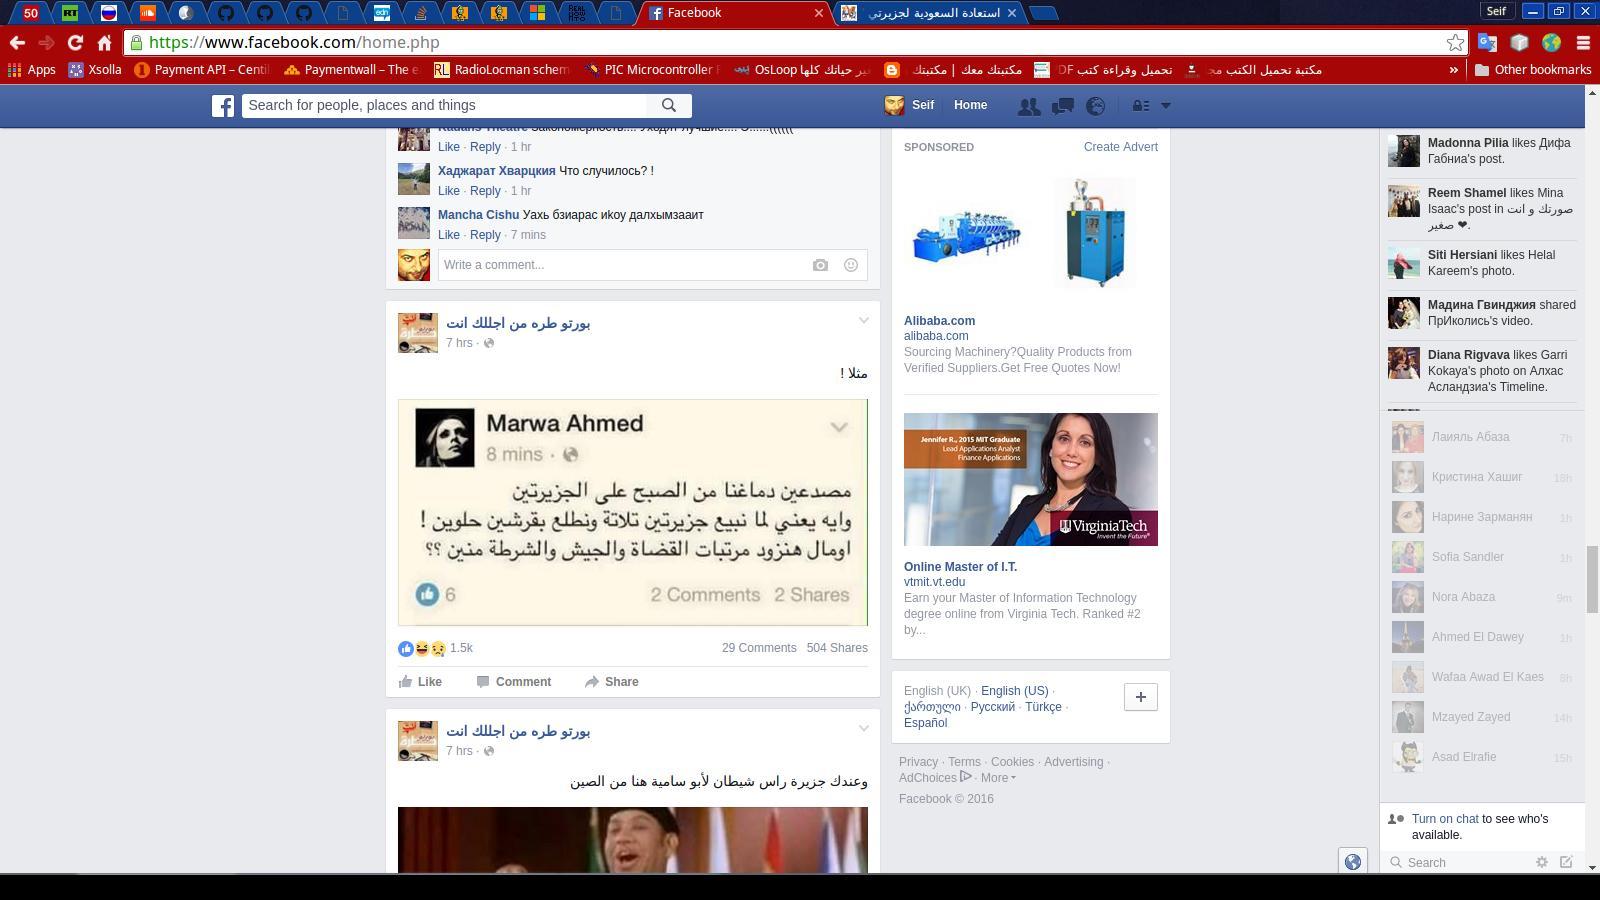 50
RT
edn
REAL HOW TO
Facebook
استعادة السعودية لجزيرتي
Seif
https://www.facebook.com/home.php
Apps
Xsolla
Payment API – Centi
Paymentwall – The e
RL
RadioLocman schem
PIC Microcontroller F
OsLoop غير حياتك كلها
مكتبتك معك | مكتبتك
تحميل وقراءة كتب DF
مكتبة تحميل الكتب مج
»
Other bookmarks
Search for people, places and things
Seif
Home
Like · Reply · 1 hr
Хаджарат Хварцкия Что случилось? !
Like · Reply · 1 hr
Mancha Cishu Уахь бзиарас икоу далхымзааит
Like · Reply · 7 mins
Write a comment...
بورتو طره من اجللك انت
7 hrs ·
مثلا !
Marwa Ahmed
8 mins ·
مصدعين دماغنا من الصبح على الجزيرتين
وايه يعني لما نبيع جزيرتين تلاتة ونطلع بقرشين حلوين !
اومال هنزود مرتبات القضاة والجيش والشرطة منين ؟؟
6
2 Comments 2 Shares
1.5k
29 Comments 504 Shares
Like
Comment
Share
بورتو طره من اجللك انت
7 hrs ·
وعندك جزيرة راس شيطان لأبو سامية هنا من الصين
SPONSORED
Create Advert
Alibaba.com
alibaba.com
Sourcing Machinery?Quality Products from
Verified Suppliers.Get Free Quotes Now!
Jennifer R., 2015 MIT Graduate
Lead Applications Analyst
Finance Applications
VirginiaTech
Invent the Future
Online Master of I.T.
vtmit.vt.edu
Earn your Master of Information Technology
degree online from Virginia Tech. Ranked #2
by...
English (UK) · English (US) ·
ქართული · Русский · Türkçe ·
Español
Privacy · Terms · Cookies · Advertising ·
AdChoices · More
Facebook © 2016
Madonna Pilia likes Дифа
Габниа's post.
Reem Shamel likes Mina
Isaac's post in صورتك و انت
صغير ❤.
Siti Hersiani likes Helal
Kareem's photo.
Мадина Гвинджия shared
ПрИколись's video.
Diana Rigvava likes Garri
Kokaya's photo on Алхас
Асландзиа's Timeline.
Лаияль Абаза 7h
Кристина Хашиг 18h
Нарине Зарманян 1h
Sofia Sandler 1h
Nora Abaza 9m
Ahmed El Dawey 1h
Wafaa Awad El Kaes 8h
Mzayed Zayed 14h
Asad Elrafie 15h
Turn on chat to see who's
available.
Search